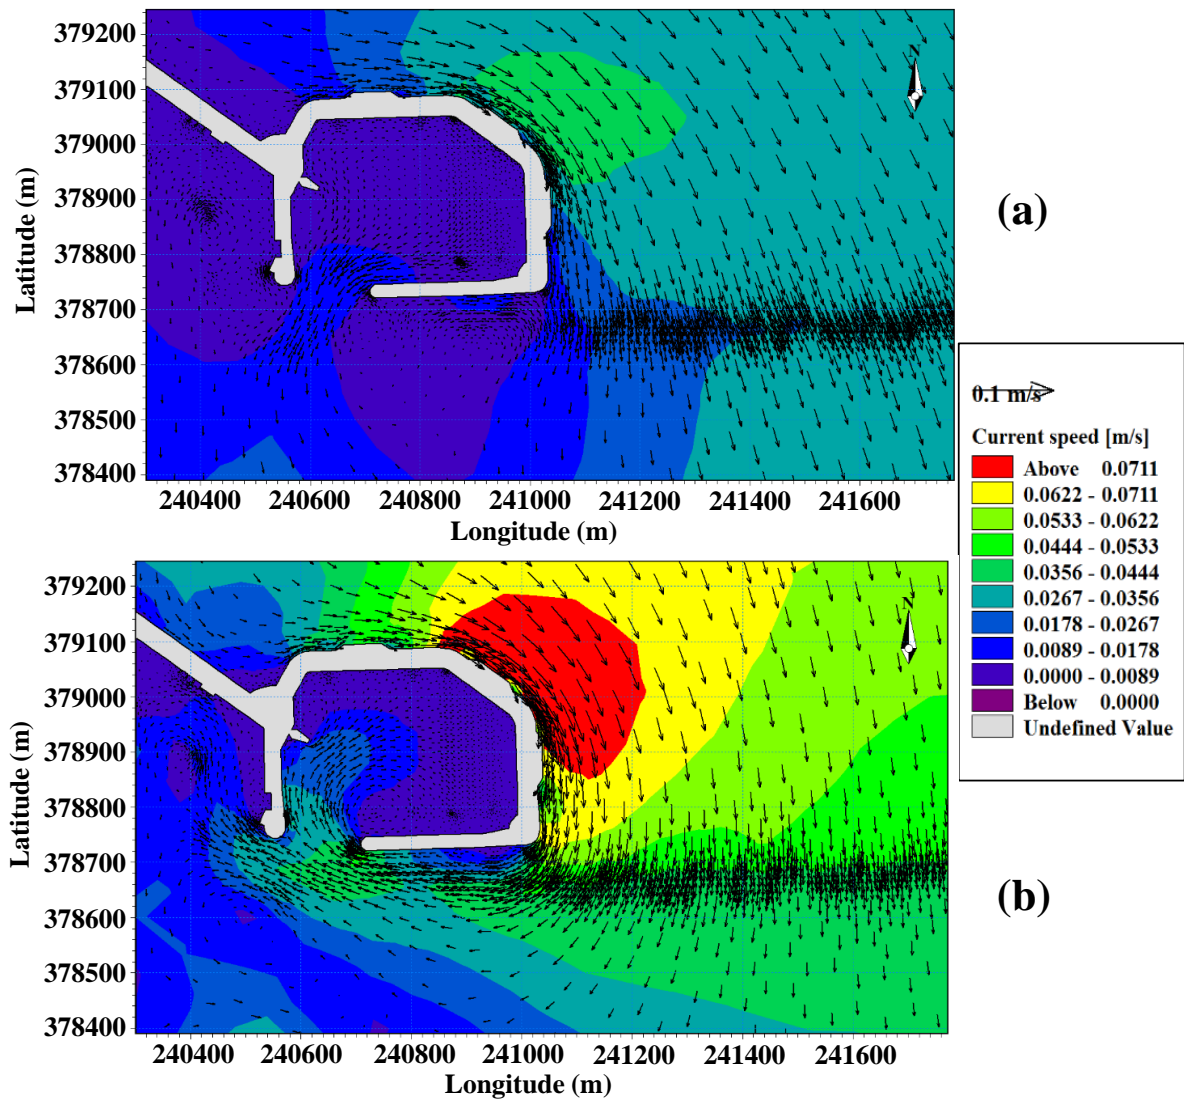 379200
379100
379000
378900
378800
378700
378600
378500
378400
Latitude (m)
N
(a)
240400 240600 240800 241000 241200 241400 241600
Longitude (m)
0.1 m/s
Current speed [m/s]
Above 0.0711
0.0622 - 0.0711
0.0533 - 0.0622
0.0444 - 0.0533
0.0356 - 0.0444
0.0267 - 0.0356
0.0178 - 0.0267
0.0089 - 0.0178
0.0000 - 0.0089
Below 0.0000
Undefined Value
379200
379100
379000
378900
378800
378700
378600
378500
378400
Latitude (m)
N
(b)
240400 240600 240800 241000 241200 241400 241600
Longitude (m)